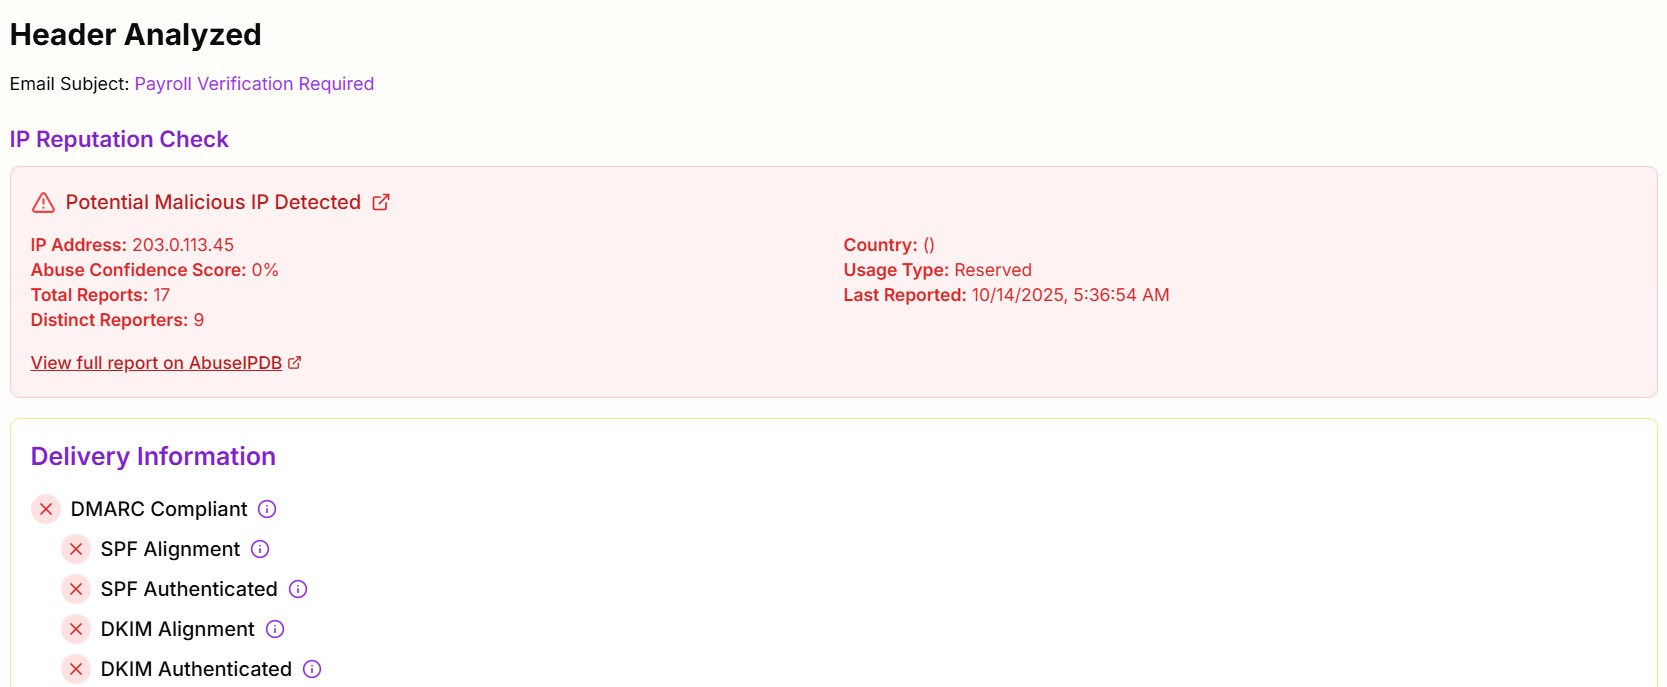 Header Analyzed
Email Subject: Payroll Verification Required
IP Reputation Check
Potential Malicious IP Detected
IP Address: 203.0.113.45
Abuse Confidence Score: 0%
Total Reports: 17
Distinct Reporters: 9
Country: ()
Usage Type: Reserved
Last Reported: 10/14/2025, 5:36:54 AM
View full report on AbuseIPDB
Delivery Information
DMARC Compliant
SPF Alignment
SPF Authenticated
DKIM Alignment
DKIM Authenticated